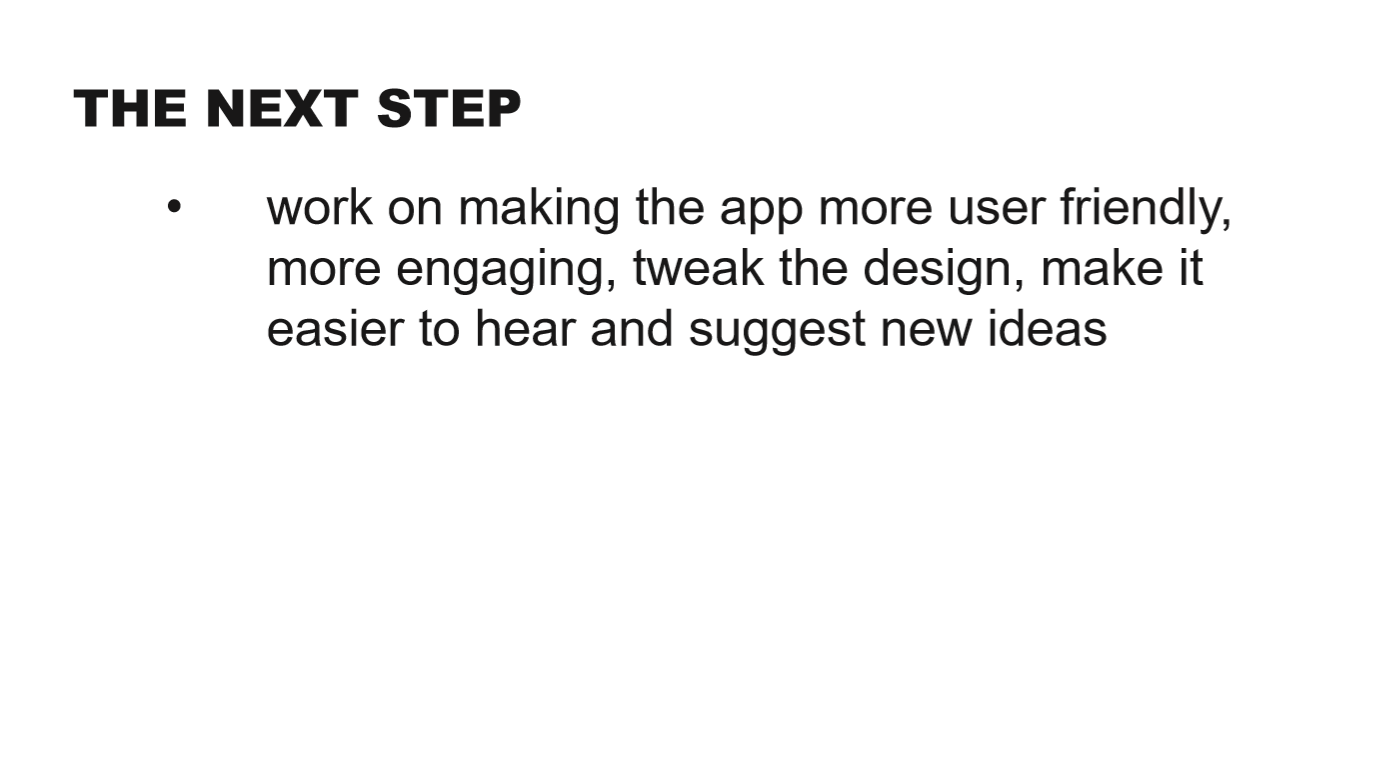 THE NEXT STEP
• work on making the app more user friendly,
more engaging, tweak the design, make it
easier to hear and suggest new ideas